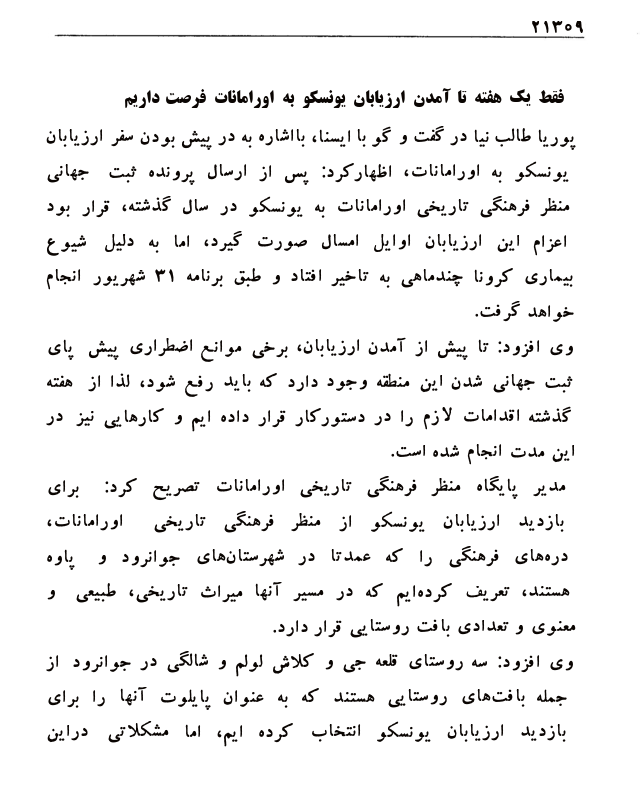 ۲۱۳۰۹
فقط یک هفته تا آمدن ارزیابان یونسکو به اورامانات فرصت داریم
پوریا طالب نیا در گفت و گو با ایسنا، بااشاره به در پیش بودن سفر ارزیابان
یونسکو به اورامانات، اظهارکرد: پس از ارسال پرونده ثبت جهانی
منظر فرهنگی تاریخی اورامانات به یونسکو در سال گذشته، قرار بود
اعزام این ارزیابان اوایل امسال صورت گیرد، اما به دلیل شیوع
بیماری کرونا چندماهی به تاخیر افتاد و طبق برنامه ۳۱ شهریور انجام
خواهد گرفت.
وی افزود: تا پیش از آمدن ارزیابان، برخی موانع اضطراری پیش پای
ثبت جهانی شدن این منطقه وجود دارد که باید رفع شود، لذا از هفته
گذشته اقدامات لازم را در دستورکار قرار داده ایم و کارهایی نیز در
این مدت انجام شده است.
مدیر پایگاه منظر فرهنگی تاریخی اورامانات تصریح کرد: برای
بازدید ارزیابان یونسکو از منظر فرهنگی تاریخی اورامانات،
دره‌های فرهنگی را که عمدتا در شهرستان‌های جوانرود و پاوه
هستند، تعریف کرده‌ایم که در مسیر آنها میراث تاریخی، طبیعی و
معنوی و تعدادی بافت روستایی قرار دارد.
وی افزود: سه روستای قلعه جی و کلاش لولم و شالگی در جوانرود از
جمله بافت‌های روستایی هستند که به عنوان پایلوت آنها را برای
بازدید ارزیابان یونسکو انتخاب کرده ایم، اما مشکلاتی دراین